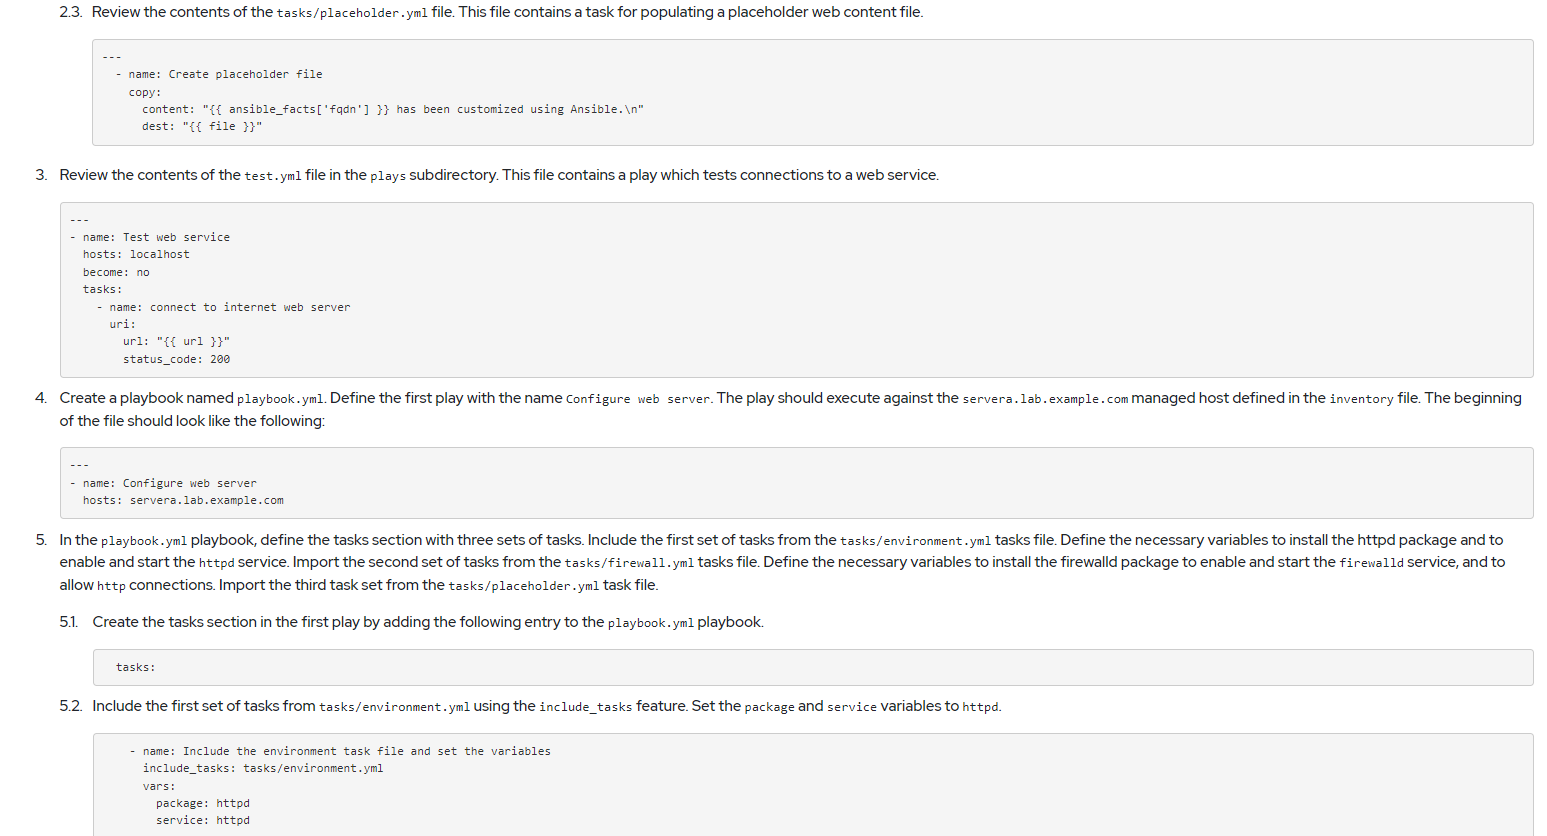 2.3. Review the contents of the tasks/placeholder.yml file. This file contains a task for populating a placeholder web content file.
---
  - name: Create placeholder file
    copy:
      content: "{{ ansible_facts['fqdn'] }} has been customized using Ansible.\n"
      dest: "{{ file }}"
3. Review the contents of the test.yml file in the plays subdirectory. This file contains a play which tests connections to a web service.
---
- name: Test web service
  hosts: localhost
  become: no
  tasks:
    - name: connect to internet web server
      uri:
        url: "{{ url }}"
        status_code: 200
4. Create a playbook named playbook.yml. Define the first play with the name Configure web server. The play should execute against the servera.lab.example.com managed host defined in the inventory file. The beginning
of the file should look like the following:
---
- name: Configure web server
  hosts: servera.lab.example.com
5. In the playbook.yml playbook, define the tasks section with three sets of tasks. Include the first set of tasks from the tasks/environment.yml tasks file. Define the necessary variables to install the httpd package and to
enable and start the httpd service. Import the second set of tasks from the tasks/firewall.yml tasks file. Define the necessary variables to install the firewalld package to enable and start the firewalld service, and to
allow http connections. Import the third task set from the tasks/placeholder.yml task file.
5.1. Create the tasks section in the first play by adding the following entry to the playbook.yml playbook.
  tasks:
5.2. Include the first set of tasks from tasks/environment.yml using the include_tasks feature. Set the package and service variables to httpd.
    - name: Include the environment task file and set the variables
      include_tasks: tasks/environment.yml
      vars:
        package: httpd
        service: httpd